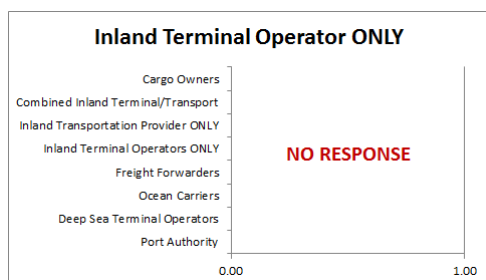 Inland Terminal Operator ONLY
Cargo Owners
Combined Inland Terminal/Transport
Inland Transportation Provider ONLY
Inland Terminal Operators ONLY
Freight Forwarders
Ocean Carriers
Deep Sea Terminal Operators
Port Authority
NO RESPONSE
0.00 1.00